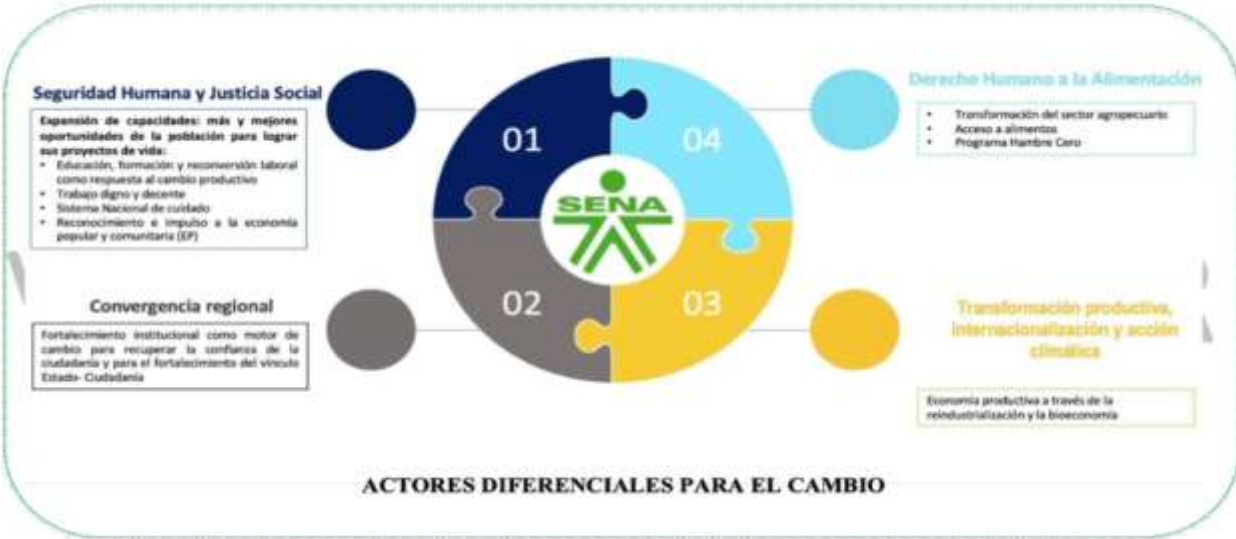 Seguridad Humana y Justicia Social
Expansión de capacidades: más y mejores
oportunidades de la población para lograr
sus proyectos de vida:
• Educación, formación y reconversión laboral
como respuesta al cambio productivo
• Trabajo digno y decente
• Sistema Nacional de cuidado
• Reconocimiento e impulso a la economía
popular y comunitaria (EP)
01
04
SENA
02
03
Derecho Humano a la Alimentación
• Transformación del sector agropecuario
• Acceso a alimentos
• Programa Hambre Cero
Convergencia regional
Fortalecimiento institucional como motor de
cambio para recuperar la confianza de la
ciudadanía y para el fortalecimiento del vínculo
Estado- Ciudadanía
Transformación productiva,
internacionalización y acción
climática
Economía productiva a través de la
reindustrialización y la bioeconomía
ACTORES DIFERENCIALES PARA EL CAMBIO